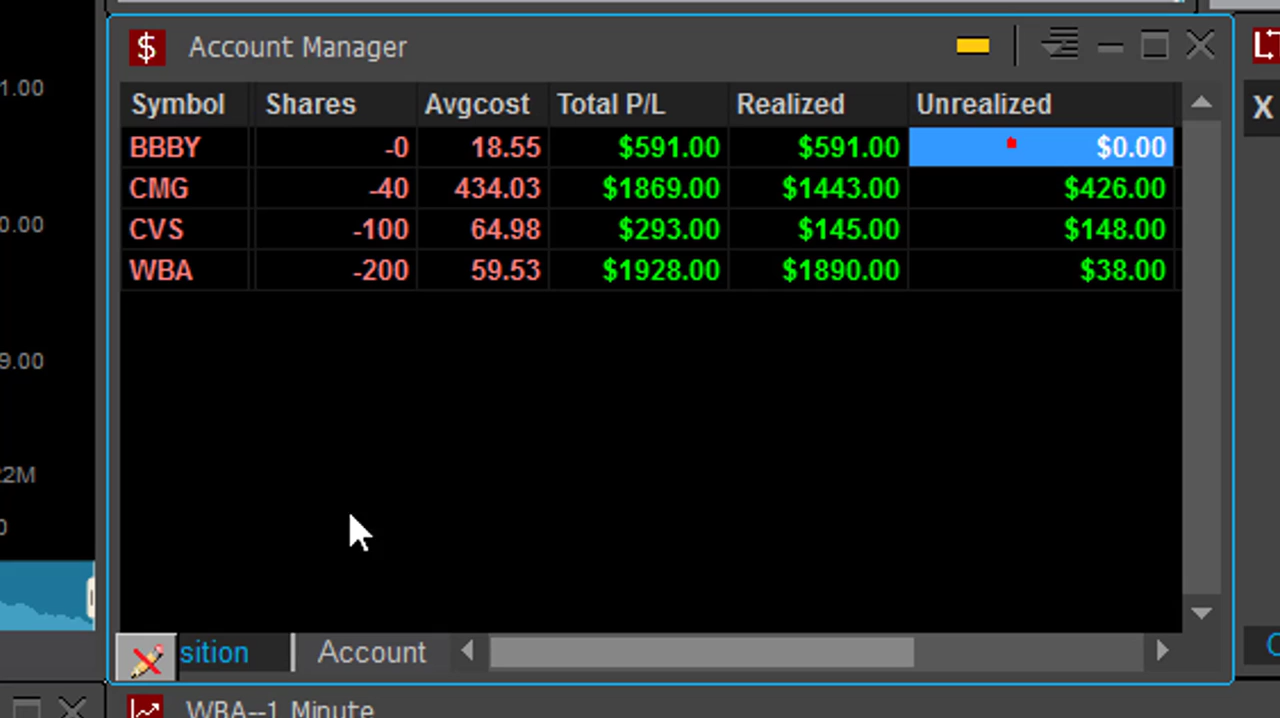 $ Account Manager
1.00
0.00
9.00
22M
0
Symbol Shares Avgcost Total P/L Realized Unrealized
BBBY -0 18.55 $591.00 $591.00 $0.00
CMG -40 434.03 $1869.00 $1443.00 $426.00
CVS -100 64.98 $293.00 $145.00 $148.00
WBA -200 59.53 $1928.00 $1890.00 $38.00
sition Account
WBA--1 Minute
X